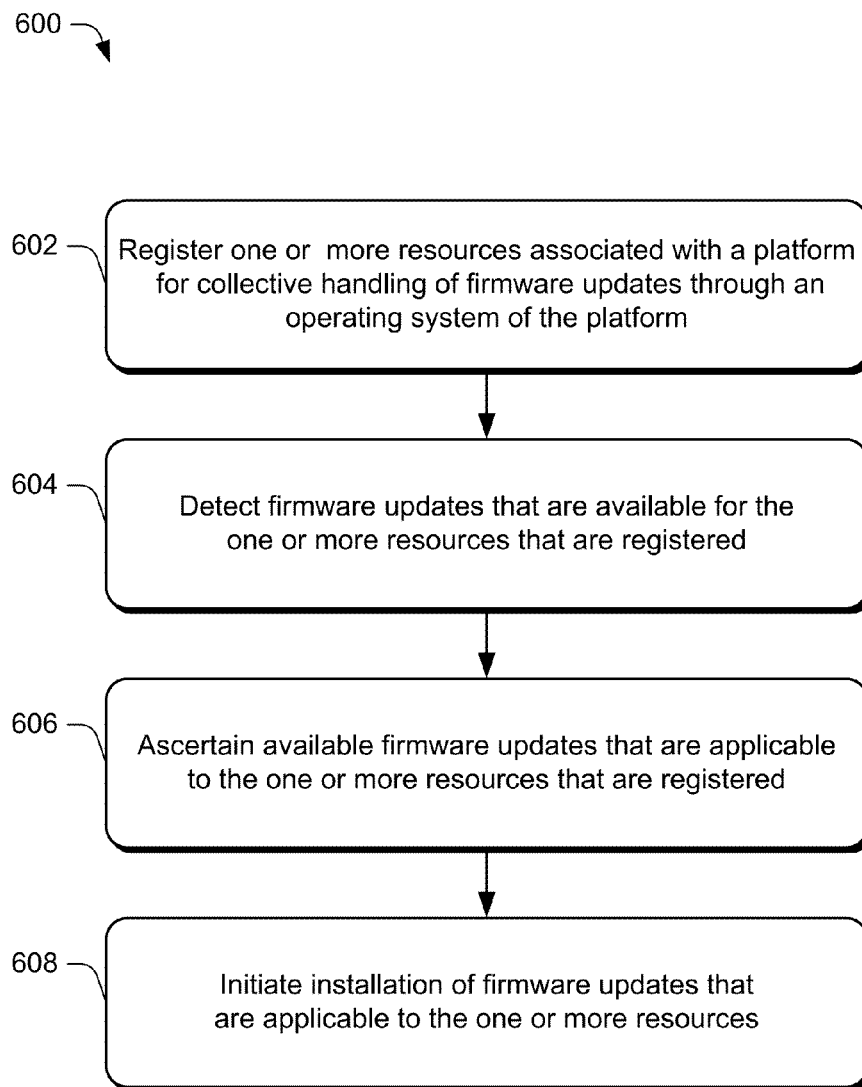 600
602
Register one or more resources associated with a platform
for collective handling of firmware updates through an
operating system of the platform
604
Detect firmware updates that are available for the
one or more resources that are registered
606
Ascertain available firmware updates that are applicable
to the one or more resources that are registered
608
Initiate installation of firmware updates that
are applicable to the one or more resources